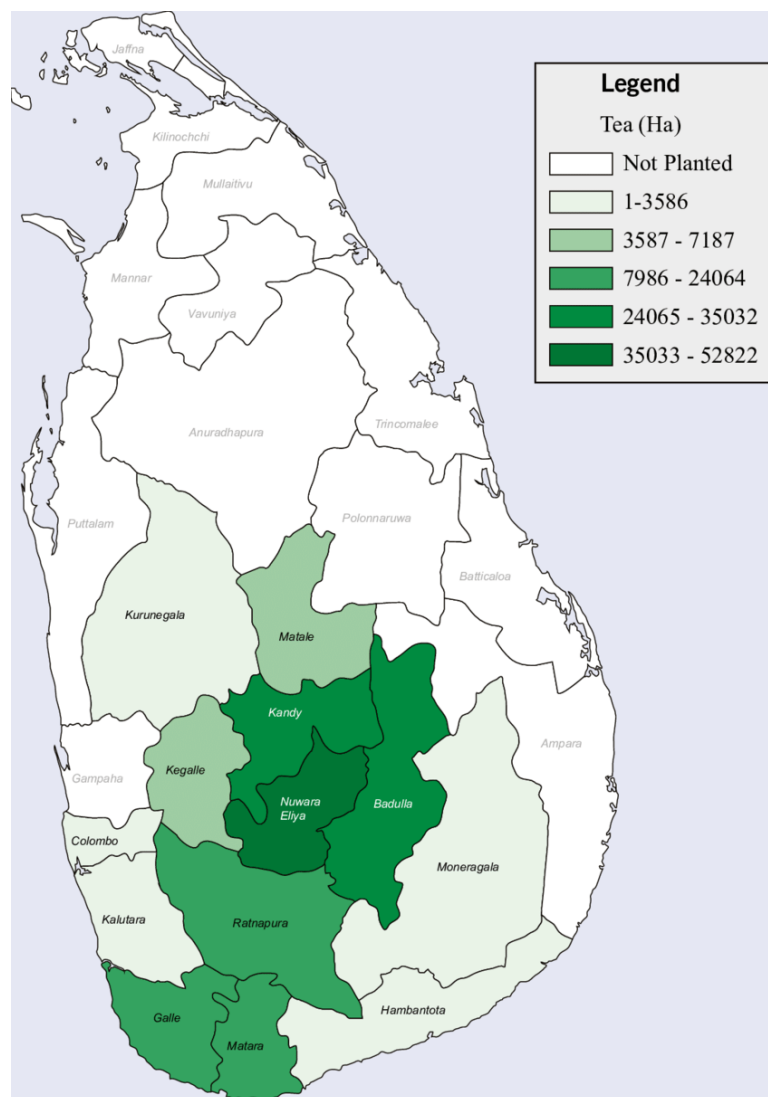 Jaffna
Legend
Tea (Ha)
Not Planted
1-3586
3587 - 7187
7986 - 24064
24065 - 35032
35033 - 52822
Kilinochchi
Mullaitivu
Mannar
Vavuniya
Anuradhapura
Trincomalee
Puttalam
Polonnaruwa
Batticaloa
Kurunegala
Matale
Kandy
Ampara
Gampaha
Kegalle
Nuwara
Eliya
Badulla
Colombo
Moneragala
Kalutara
Ratnapura
Hambantota
Galle
Matara